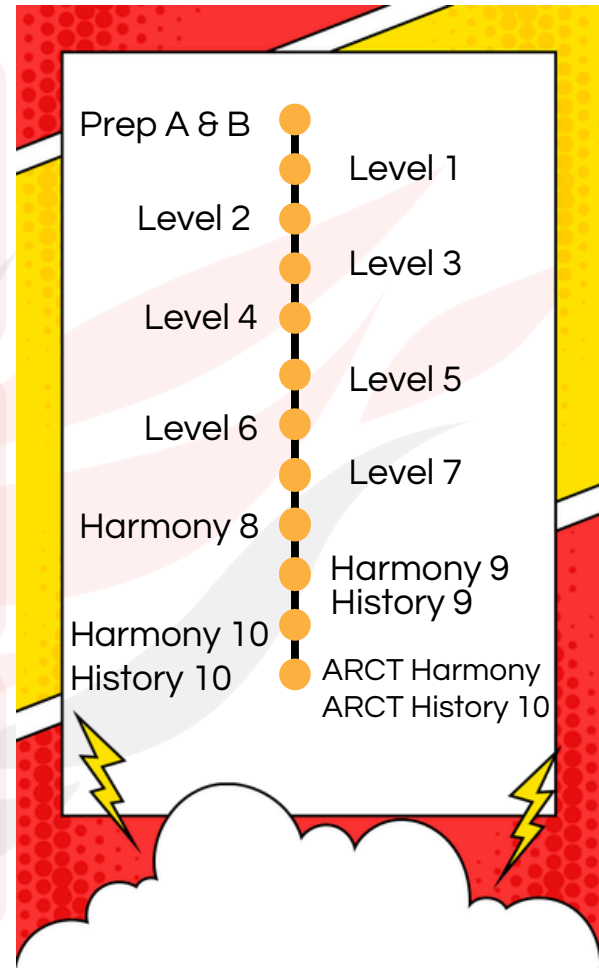 Prep A & B
Level 1
Level 2
Level 3
Level 4
Level 5
Level 6
Level 7
Harmony 8
Harmony 9
History 9
Harmony 10
History 10
ARCT Harmony
ARCT History 10